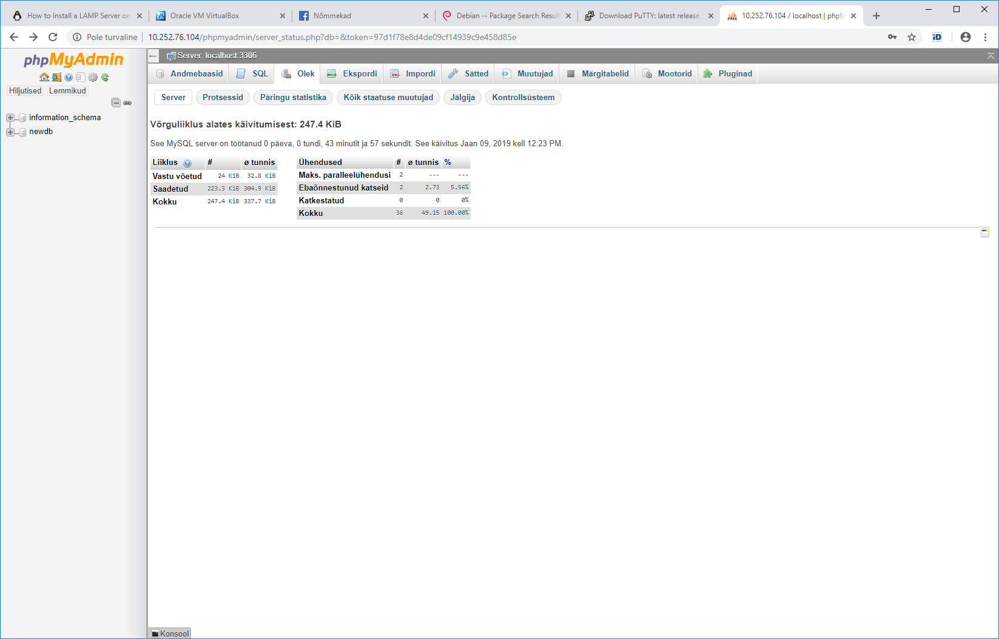 How to Install a LAMP Server on
Oracle VM VirtualBox
Nõmmekad
Debian -- Package Search Result
Download PuTTY: latest release
10.252.76.104 / localhost | phpM
Pole turvaline
10.252.76.104/phpmyadmin/server_status.php?db=&token=97d1f78e8d4de09cf14939c9e458d85e
iD
phpMyAdmin
Hiljutised Lemmikud
information_schema
newdb
Server: localhost:3306
Andmebaasid SQL Olek Ekspordi Impordi Sätted Muutujad Märgitabelid Mootorid Pluginad
Server Protsessid Päringu statistika Kõik staatuse muutujad Jälgija Kontrollsüsteem
Võrguliiklus alates käivitumisest: 247.4 KiB
See MySQL server on töötanud 0 päeva, 0 tundi, 43 minutit ja 57 sekundit. See käivitus Jaan 09, 2019 kell 12:23 PM.
Liiklus # ø tunnis
Vastu võetud 24 KiB 32.8 KiB
Saadetud 223.3 KiB 304.9 KiB
Kokku 247.4 KiB 337.7 KiB
Ühendused # ø tunnis %
Maks. paralleelühendusi 2 --- ---
Ebaõnnestunud katseid 2 2.73 5.56%
Katkestatud 0 0 0%
Kokku 36 49.15 100.00%
Konsool